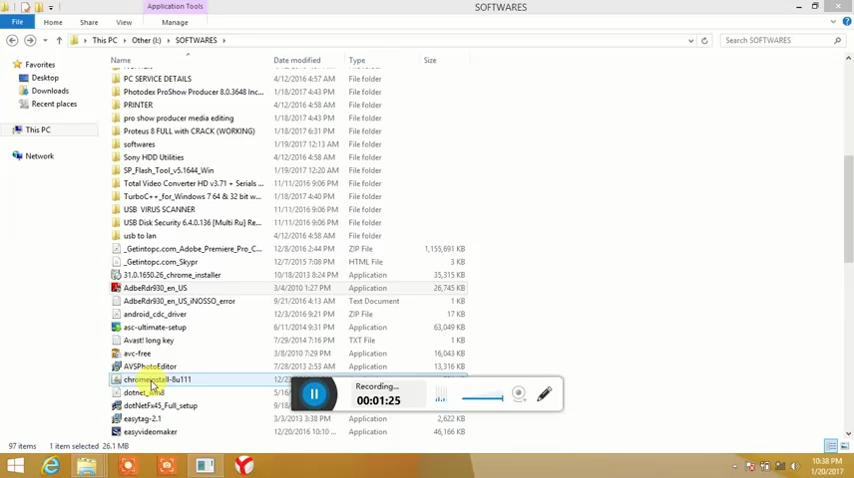 Application Tools
SOFTWARES
File Home Share View Manage
This PC Other (I:) SOFTWARES
Search SOFTWARES
Name Date modified Type Size
Favorites
Desktop
Downloads
Recent places
This PC
Network
PC SERVICE DETAILS 4/12/2016 4:57 AM File folder
Photodex ProShow Producer 8.0.3648 Inc... 1/18/2017 4:43 PM File folder
PRINTER 4/12/2016 4:58 AM File folder
pro show producer media editing 1/18/2017 4:43 PM File folder
Proteus 8 FULL with CRACK (WORKING) 1/18/2017 6:31 PM File folder
softwares 1/19/2017 12:13 AM File folder
Sony HDD Utilities 4/12/2016 4:58 AM File folder
SP_Flash_Tool_v5.1644_Win 1/19/2017 12:20 AM File folder
Total Video Converter HD v3.71 + Serials ... 11/11/2016 9:06 PM File folder
TurboC++_for_Windows 7 64 & 32 bit w... 1/18/2017 4:43 PM File folder
USB VIRUS SCANNER 11/11/2016 9:06 PM File folder
USB Disk Security 6.4.0.136 [Multi Ru] Re... 11/11/2016 9:06 PM File folder
usb to lan 4/12/2016 4:58 AM File folder
_Getintopc.com_Adobe_Premiere_Pro_C... 12/8/2016 2:44 PM ZIP File 1,155,691 KB
_Getintopc.com_Skypr 12/7/2015 7:08 PM HTML File 3 KB
31.0.1650.26_chrome_installer 10/18/2013 8:24 PM Application 35,315 KB
AdbeRdr930_en_US 3/4/2010 1:27 PM Application 26,745 KB
AdbeRdr930_en_US_iNOSSO_error 9/21/2016 4:13 AM Text Document 1 KB
android_cdc_driver 12/3/2016 9:21 PM ZIP File 2 KB
asc-ultimate-setup 6/11/2014 9:31 PM Application 63,049 KB
Avast! long key 7/29/2014 7:16 PM TXT File 1 KB
avc-free 3/8/2010 7:29 PM Application 16,043 KB
AVSPhotoEditor 7/28/2013 2:53 PM Application 13,316 KB
chromeinstall-8u111
dotNetFx45_Full_setup
easytag-2.1 3/3/2013 3:38 PM Application 2,622 KB
easyvideomaker 12/20/2016 10:10 ... Application 46,166 KB
Recording...
00:01:25
97 items 1 item selected 26.1 MB
10:38 PM
1/20/2017